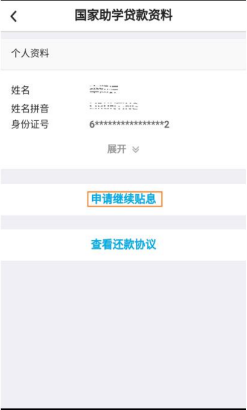 国家助学贷款资料
个人资料
姓名
姓名拼音
身份证号 6****************2
展开
申请继续贴息
查看还款协议